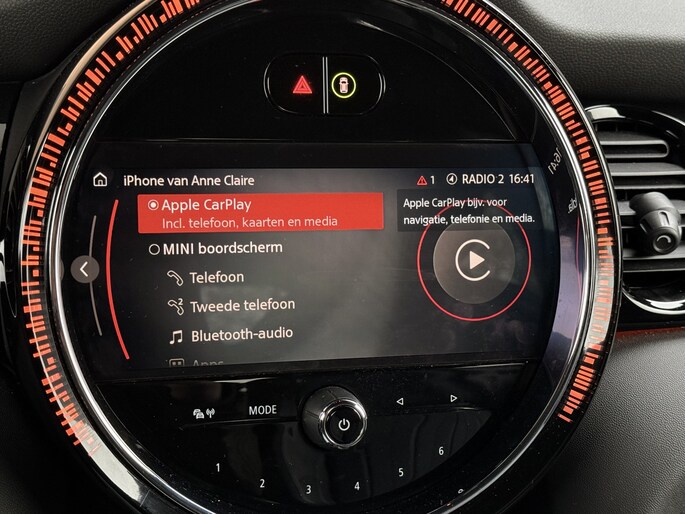 iPhone van Anne Claire
1 RADIO 2 16:41
Apple CarPlay
Incl. telefoon, kaarten en media
Apple CarPlay bijv. voor
navigatie, telefonie en media.
MINI boordscherm
Telefoon
2
Tweede telefoon
Bluetooth-audio
Apps
MODE
1 2 3 4 5 6